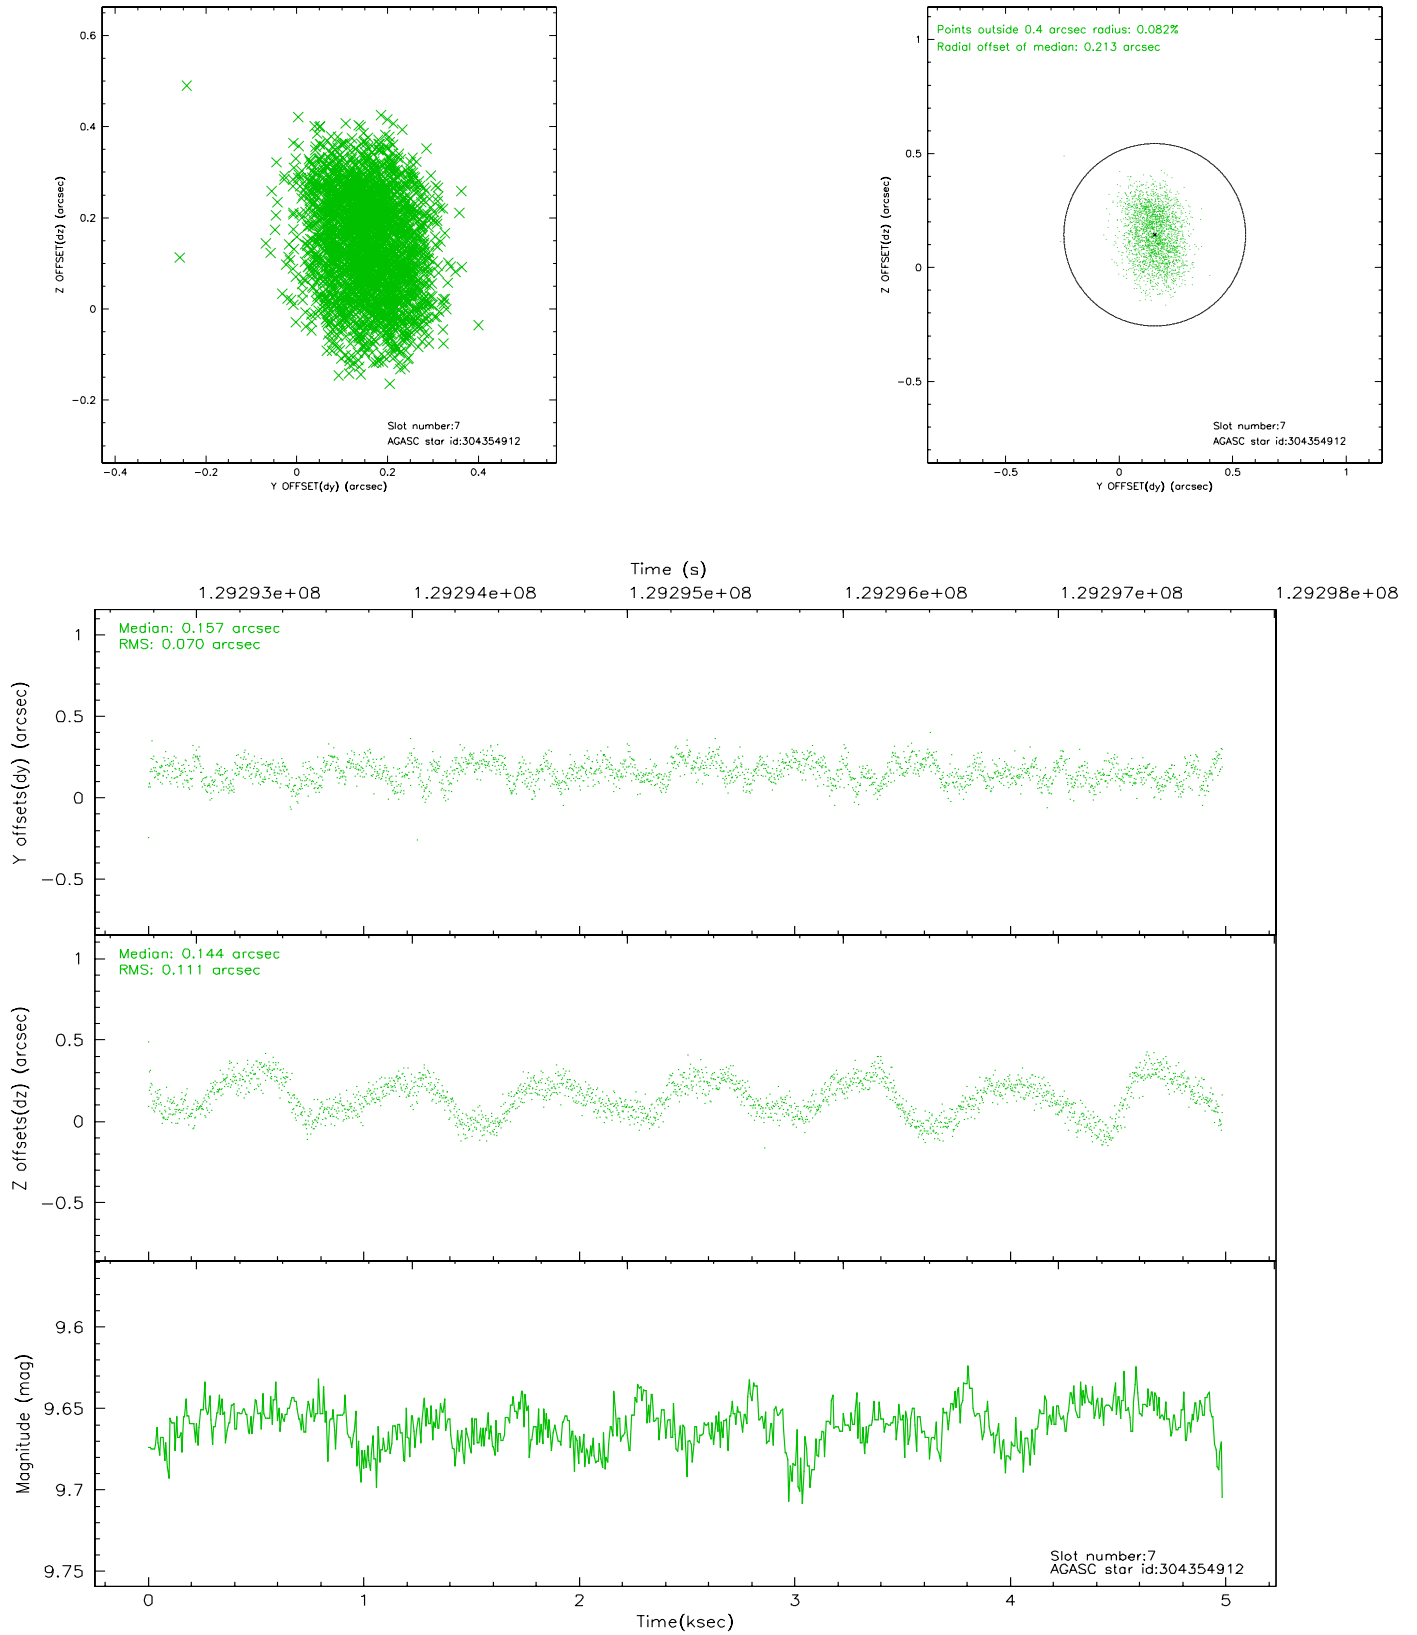 0.6
0.4
0.2
0
−0.2
Z OFFSET(dz) (arcsec)
−0.4
−0.2
0
0.2
0.4
Y OFFSET(dy) (arcsec)
Slot number:7
AGASC star id:304354912
Points outside 0.4 arcsec radius: 0.082%
Radial offset of median: 0.213 arcsec
1
0.5
0
−0.5
Z OFFSET(dz) (arcsec)
−0.5
0
0.5
1
Y OFFSET(dy) (arcsec)
Slot number:7
AGASC star id:304354912
Time (s)
1.29293e+08
1.29294e+08
1.29295e+08
1.29296e+08
1.29297e+08
1.29298e+08
Median: 0.157 arcsec
RMS: 0.070 arcsec
1
0.5
0
−0.5
Y offsets(dy) (arcsec)
Median: 0.144 arcsec
RMS: 0.111 arcsec
1
0.5
0
−0.5
Z offsets(dz) (arcsec)
9.6
9.65
9.7
9.75
Magnitude (mag)
Slot number:7
AGASC star id:304354912
0
1
2
3
4
5
Time(ksec)